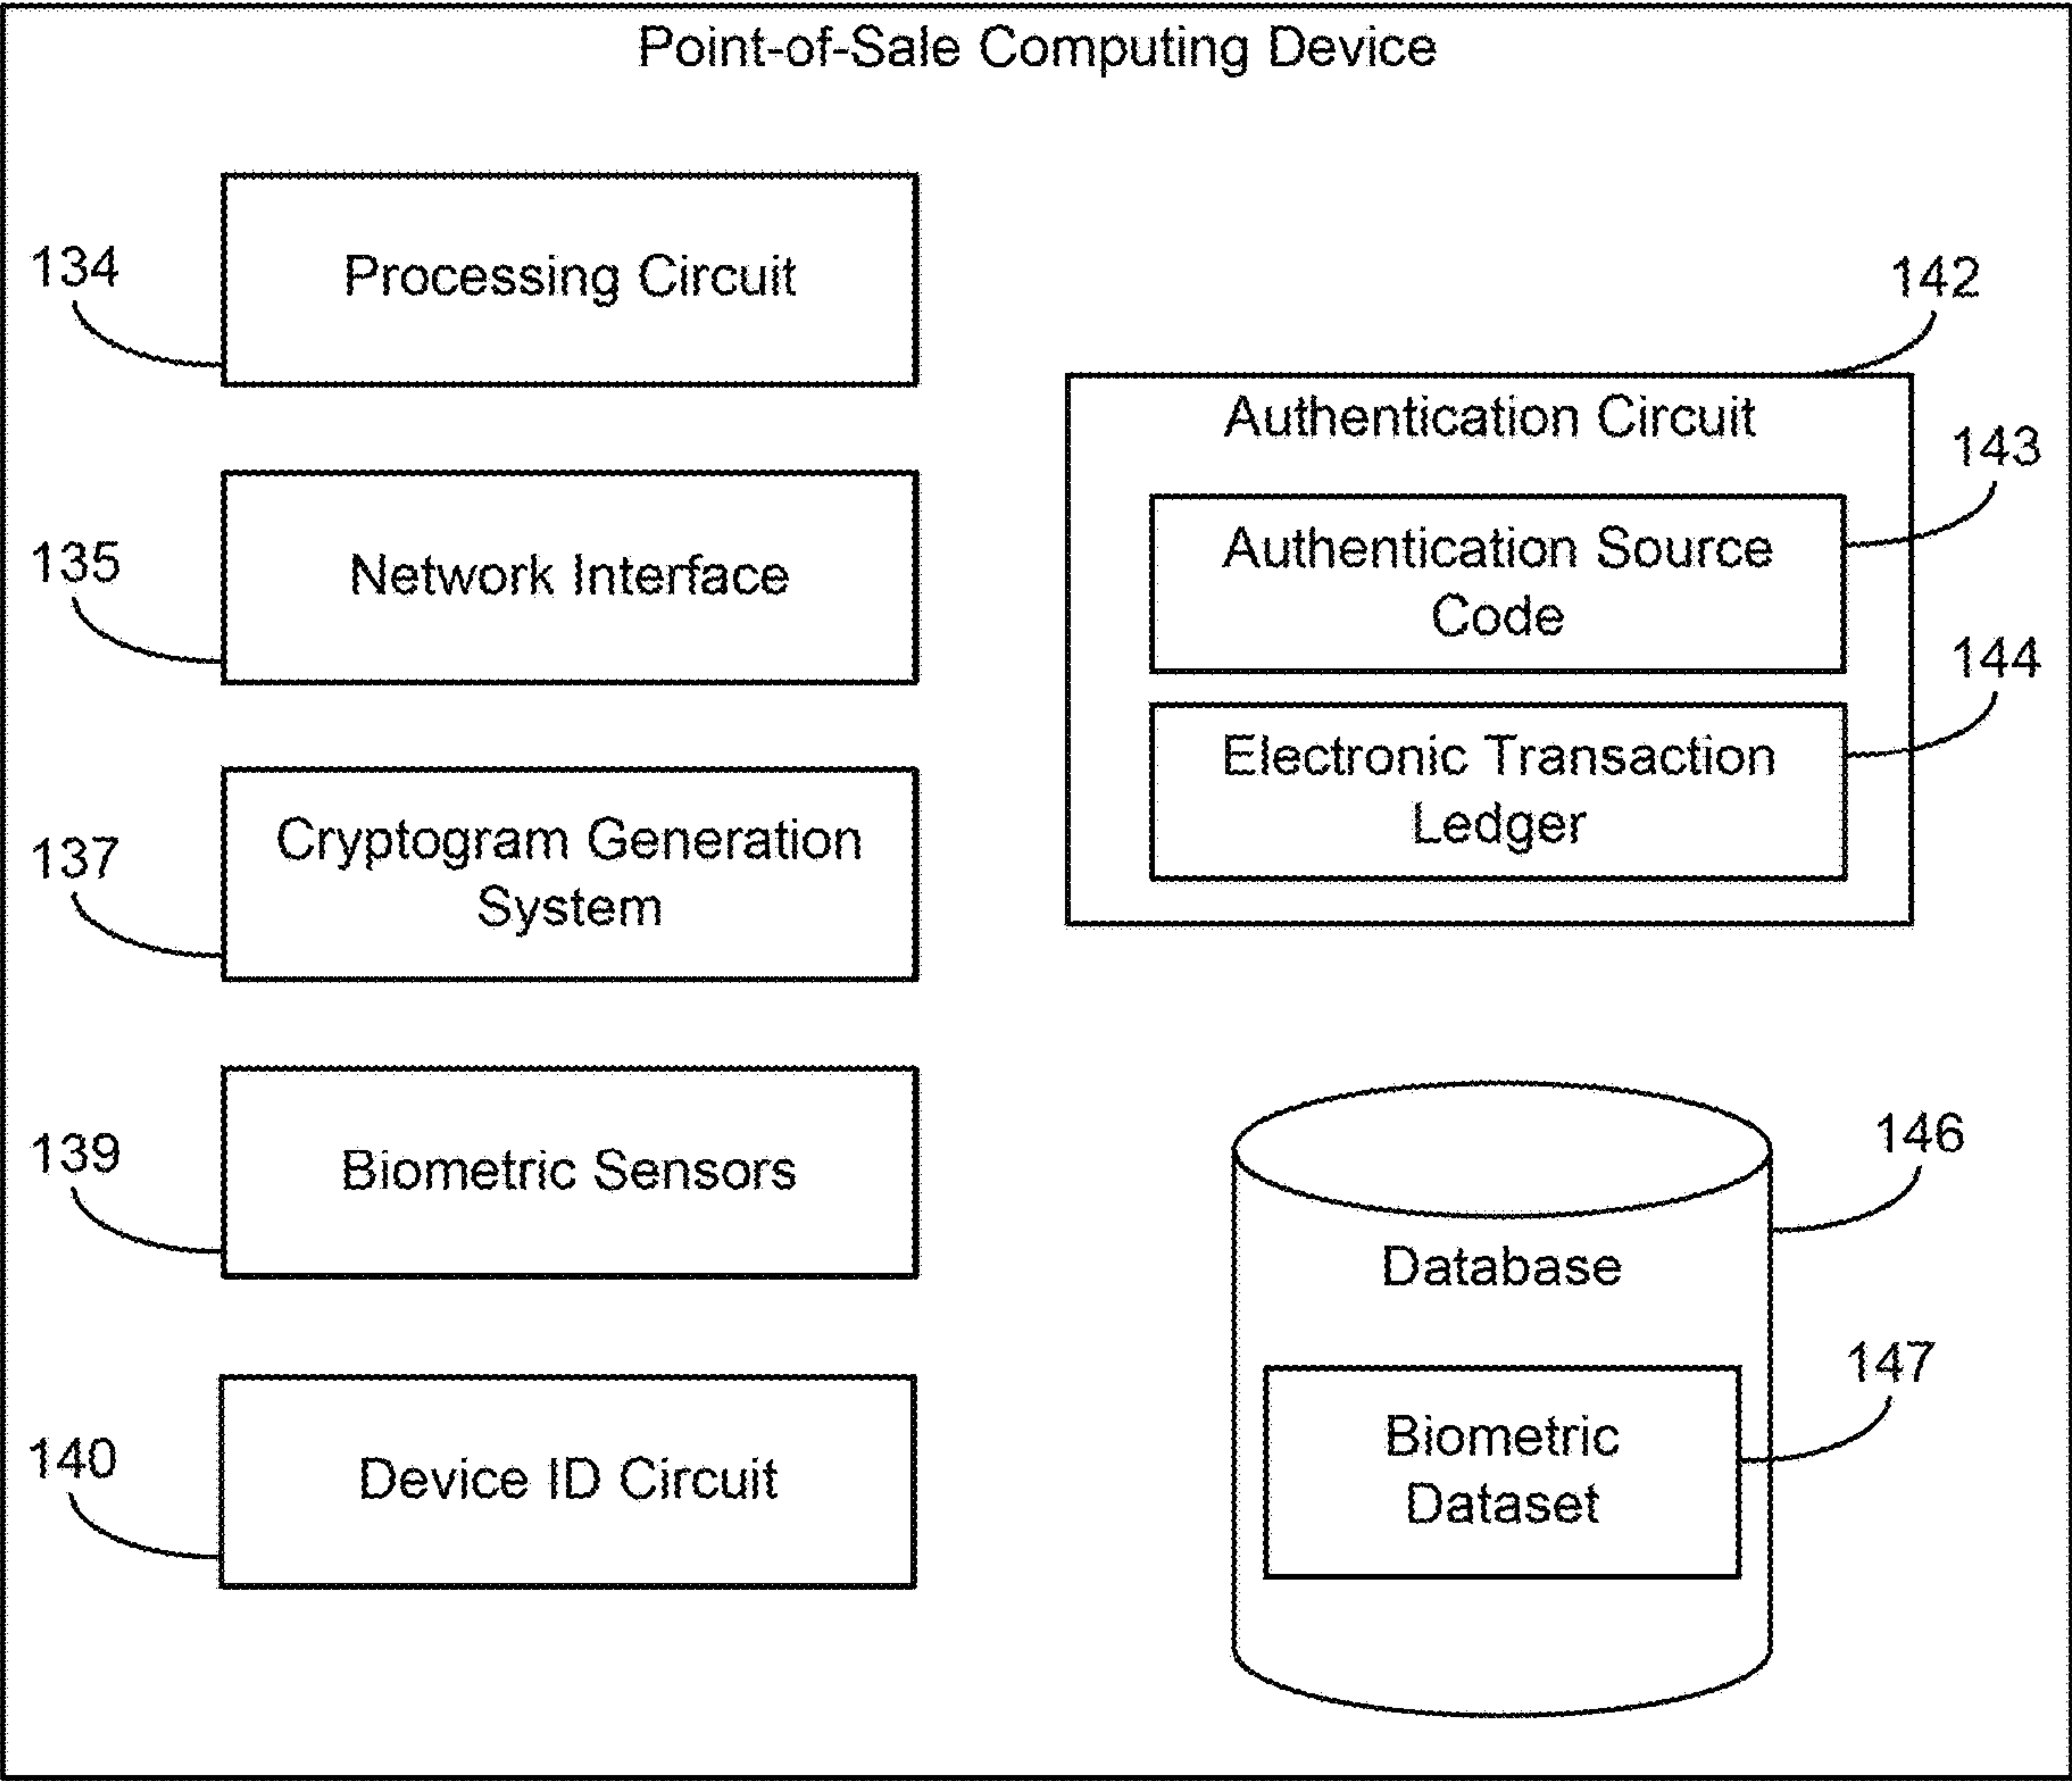 Point-of-Sale Computing Device
134
Processing Circuit
135
Network Interface
137
Cryptogram Generation
System
139
Biometric Sensors
140
Device ID Circuit
142
Authentication Circuit
143
Authentication Source
Code
144
Electronic Transaction
Ledger
146
Database
147
Biometric
Dataset